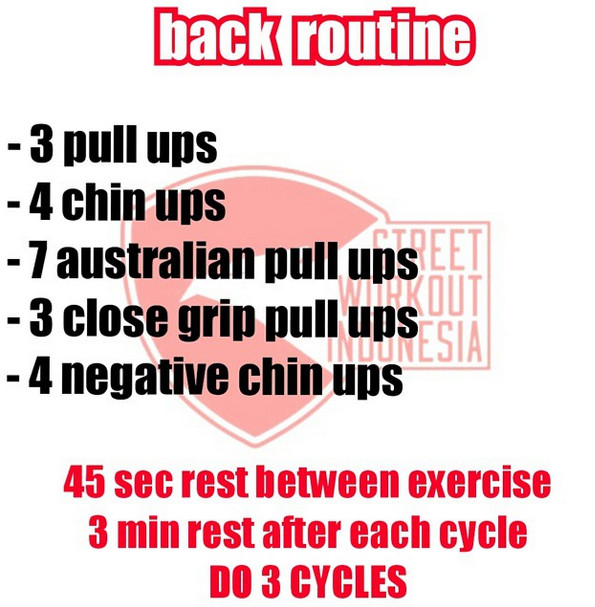 back routine
- 3 pull ups
- 4 chin ups
- 7 australian pull ups
- 3 close grip pull ups
- 4 negative chin ups
STREET
WORKOUT
INDONESIA
45 sec rest between exercise
3 min rest after each cycle
DO 3 CYCLES